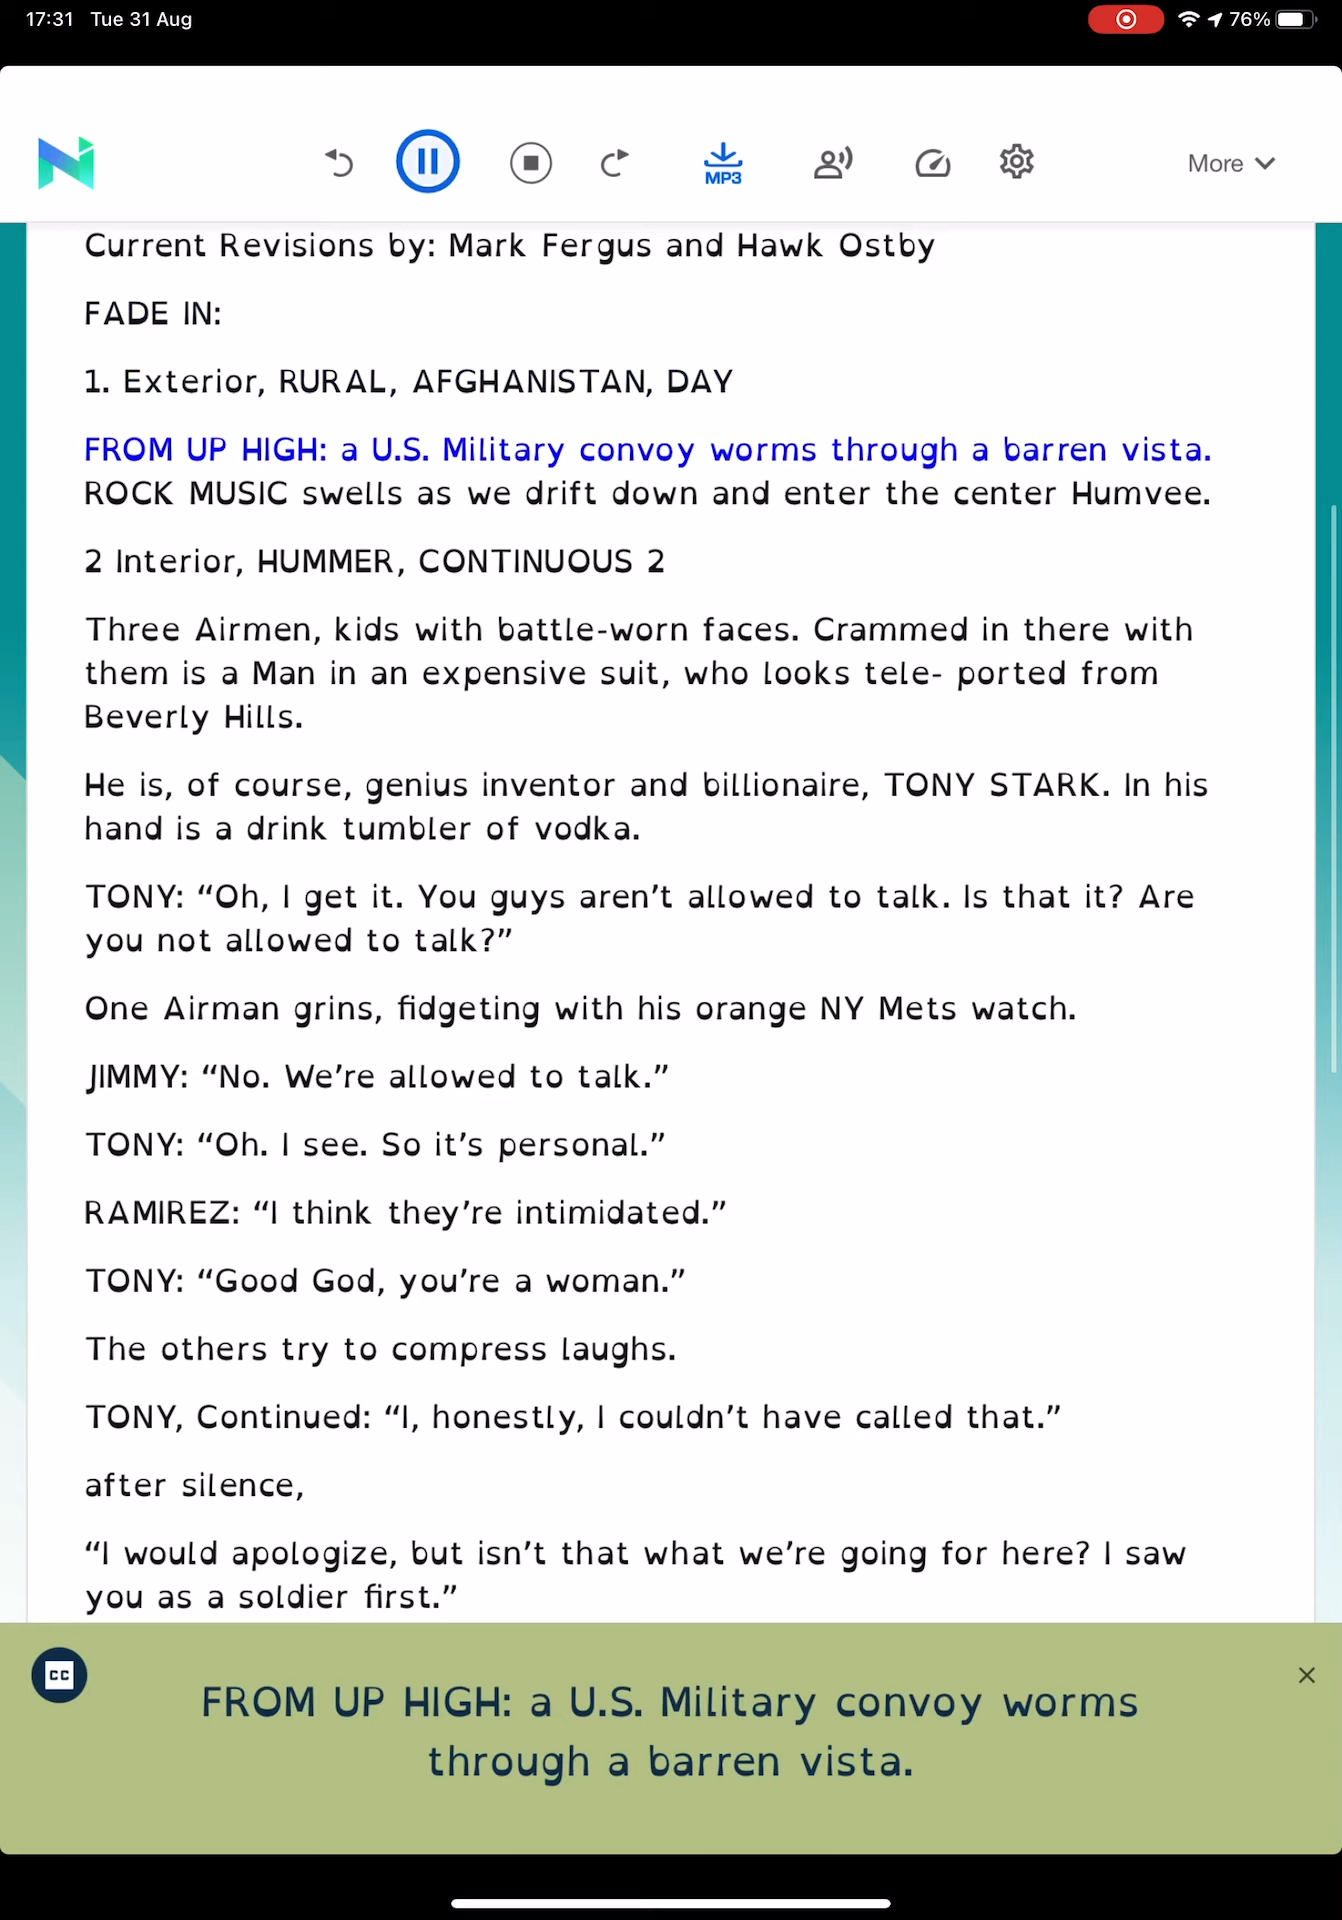 17:31 Tue 31 Aug
76%
MP3
More
Current Revisions by: Mark Fergus and Hawk Ostby
FADE IN:
1. Exterior, RURAL, AFGHANISTAN, DAY
FROM UP HIGH: a U.S. Military convoy worms through a barren vista.
ROCK MUSIC swells as we drift down and enter the center Humvee.
2 Interior, HUMMER, CONTINUOUS 2
Three Airmen, kids with battle-worn faces. Crammed in there with
them is a Man in an expensive suit, who looks tele- ported from
Beverly Hills.
He is, of course, genius inventor and billionaire, TONY STARK. In his
hand is a drink tumbler of vodka.
TONY: “Oh, I get it. You guys aren’t allowed to talk. Is that it? Are
you not allowed to talk?”
One Airman grins, fidgeting with his orange NY Mets watch.
JIMMY: “No. We’re allowed to talk.”
TONY: “Oh. I see. So it’s personal.”
RAMIREZ: “I think they’re intimidated.”
TONY: “Good God, you’re a woman.”
The others try to compress laughs.
TONY, Continued: “I, honestly, I couldn’t have called that.”
after silence,
“I would apologize, but isn’t that what we’re going for here? I saw
you as a soldier first.”
CC
FROM UP HIGH: a U.S. Military convoy worms
through a barren vista.